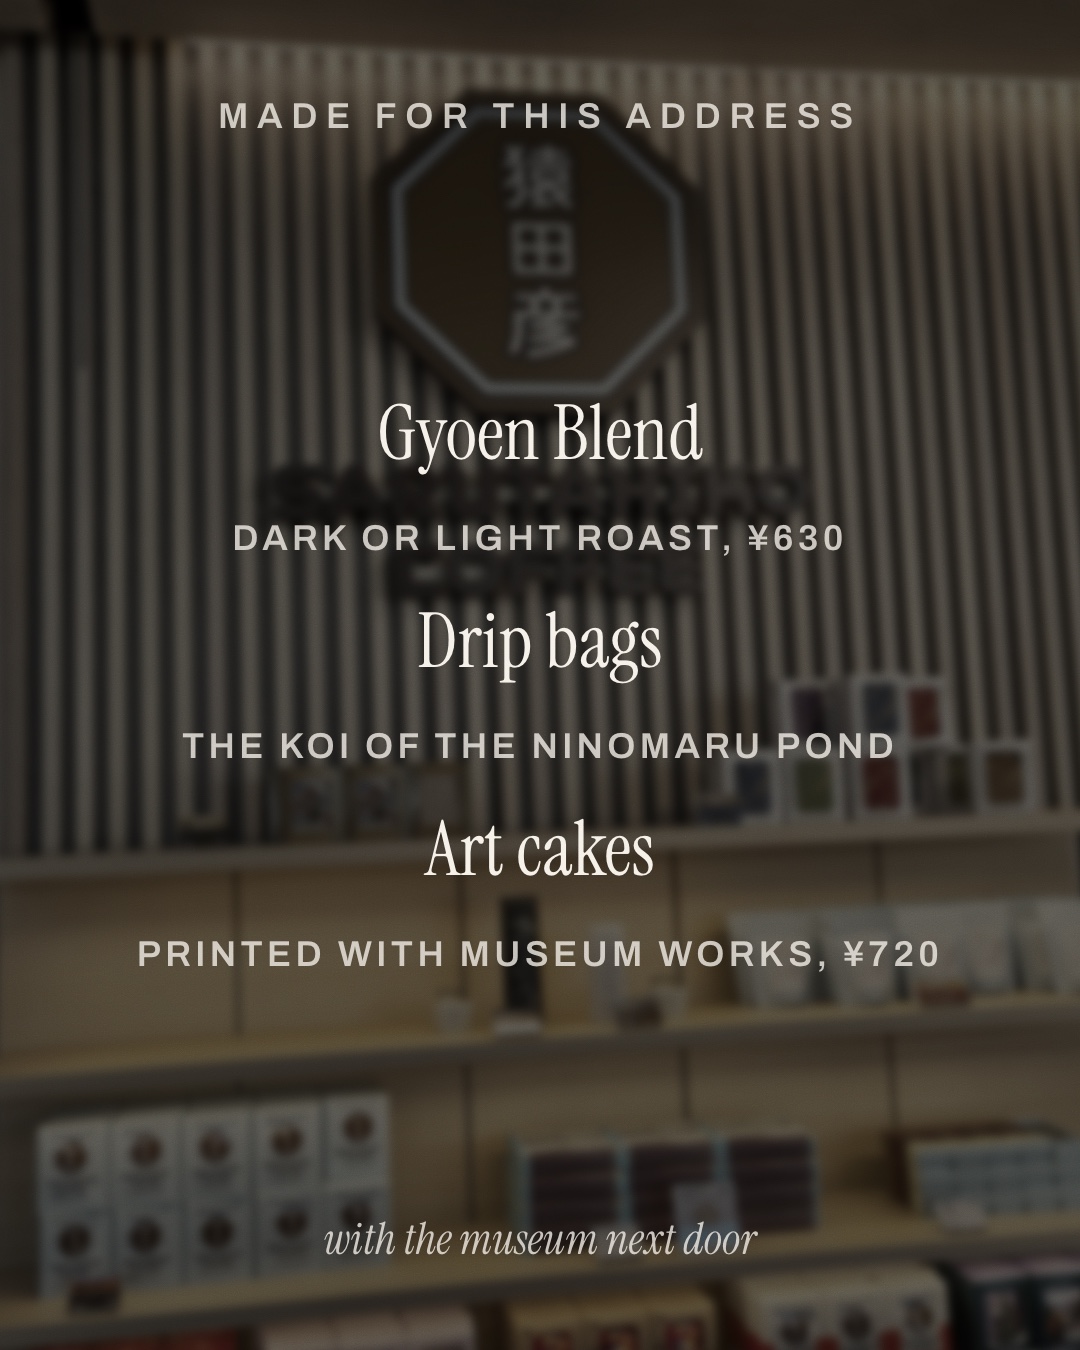 MADE FOR THIS ADDRESS
猿田彦
Gyoen Blend
DARK OR LIGHT ROAST, ¥630
Drip bags
THE KOI OF THE NINOMARU POND
Art cakes
PRINTED WITH MUSEUM WORKS, ¥720
with the museum next door